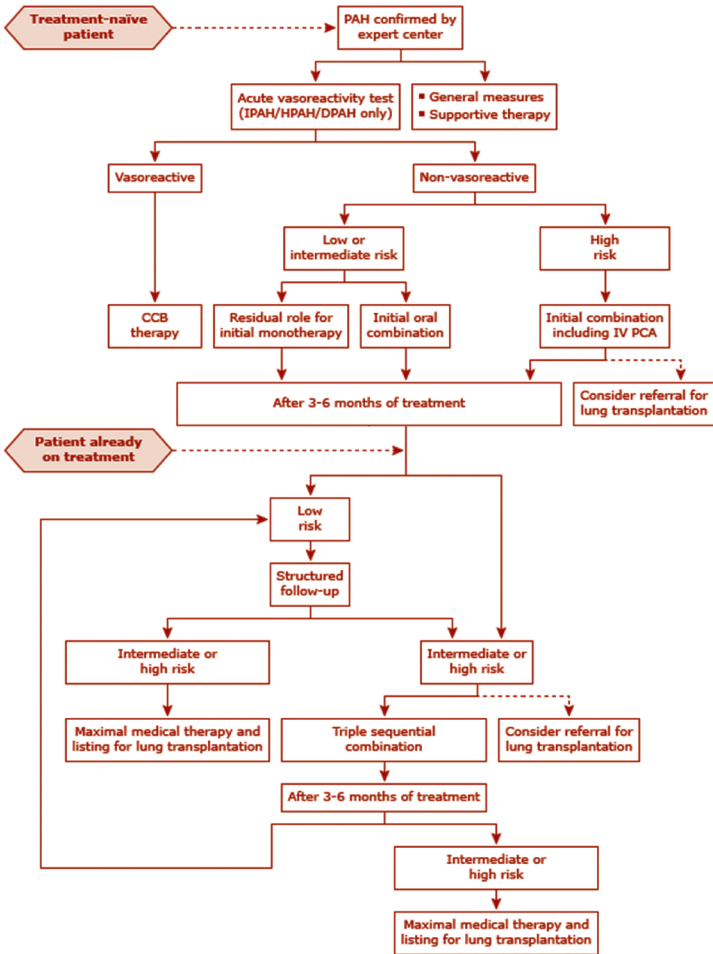 Treatment-naïve
patient
PAH confirmed by
expert center
Acute vasoreactivity test
(IPAH/HPAH/DPAH only)
▪ General measures
▪ Supportive therapy
Vasoreactive
Non-vasoreactive
Low or
intermediate risk
High
risk
CCB
therapy
Residual role for
initial monotherapy
Initial oral
combination
Initial combination
including IV PCA
After 3-6 months of treatment
Consider referral for
lung transplantation
Patient already
on treatment
Low
risk
Structured
follow-up
Intermediate or
high risk
Intermediate or
high risk
Maximal medical therapy and
listing for lung transplantation
Triple sequential
combination
Consider referral for
lung transplantation
After 3-6 months of treatment
Intermediate or
high risk
Maximal medical therapy and
listing for lung transplantation